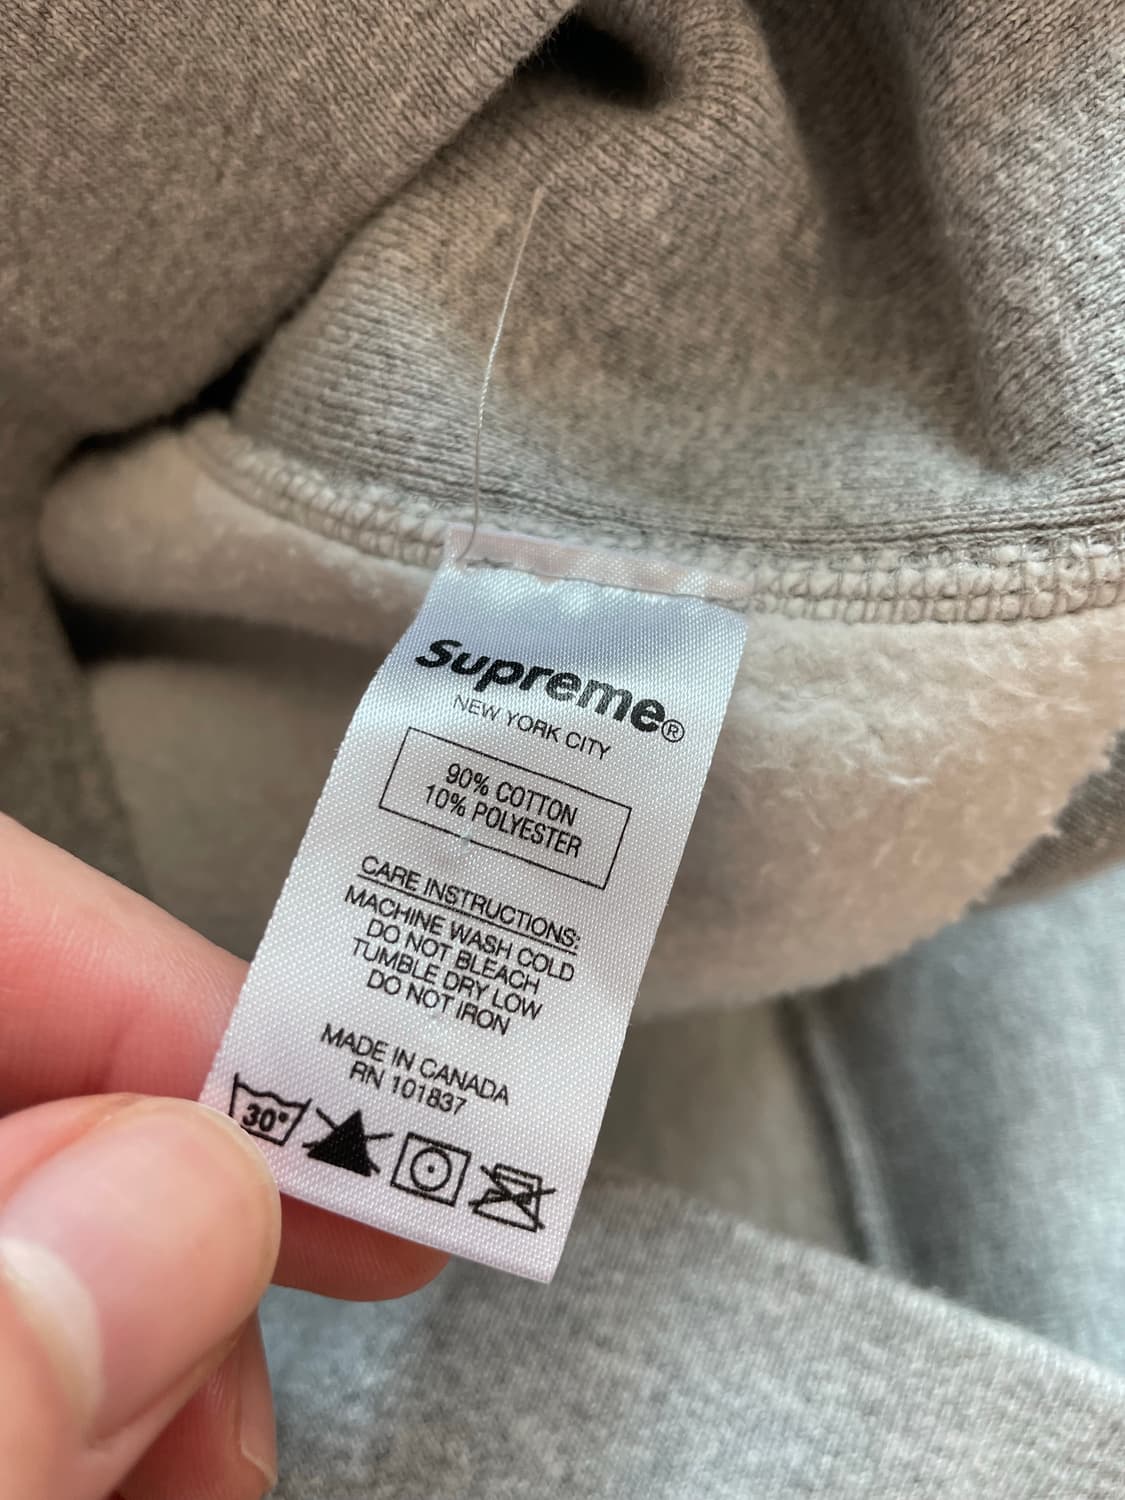 Supreme®
NEW YORK CITY
90% COTTON
10% POLYESTER
CARE INSTRUCTIONS:
MACHINE WASH COLD
DO NOT BLEACH
TUMBLE DRY LOW
DO NOT IRON
MADE IN CANADA
RN 101837
30°